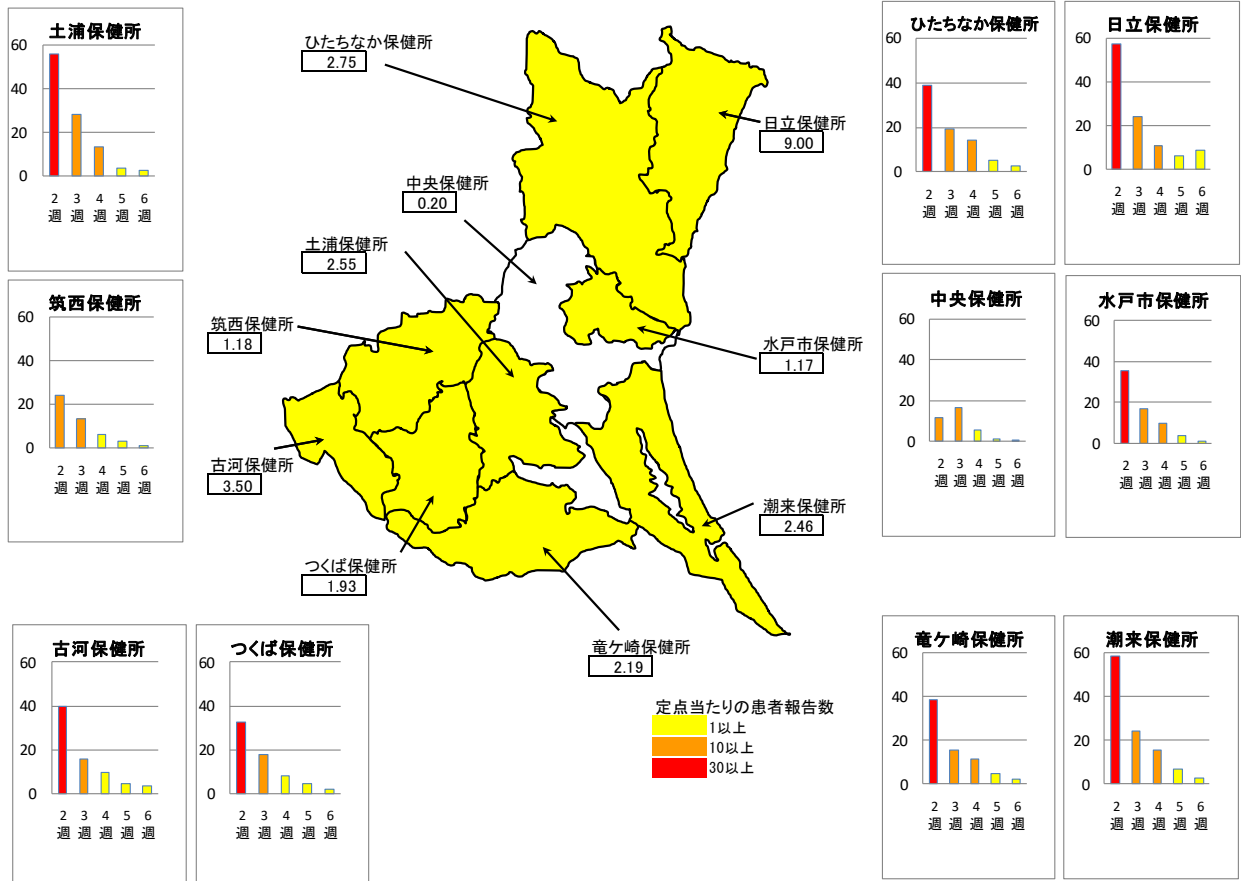 土浦保健所
60
40
20
0
2週
3週
4週
5週
6週
筑西保健所
60
40
20
0
2週
3週
4週
5週
6週
古河保健所
60
40
20
0
2週
3週
4週
5週
6週
つくば保健所
60
40
20
0
2週
3週
4週
5週
6週
ひたちなか保健所
2.75
日立保健所
9.00
中央保健所
0.20
土浦保健所
2.55
筑西保健所
1.18
水戸市保健所
1.17
古河保健所
3.50
潮来保健所
2.46
つくば保健所
1.93
竜ケ崎保健所
2.19
定点当たりの患者報告数
1以上
10以上
30以上
ひたちなか保健所
60
40
20
0
2週
3週
4週
5週
6週
日立保健所
60
40
20
0
2週
3週
4週
5週
6週
中央保健所
60
40
20
0
2週
3週
4週
5週
6週
水戸市保健所
60
40
20
0
2週
3週
4週
5週
6週
竜ケ崎保健所
60
40
20
0
2週
3週
4週
5週
6週
潮来保健所
60
40
20
0
2週
3週
4週
5週
6週